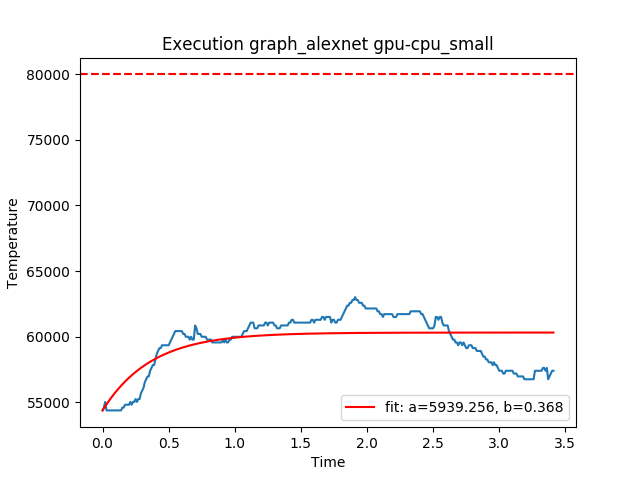 Execution graph_alexnet gpu-cpu_small
80000
75000
70000
65000
60000
55000
Temperature
fit: a=5939.256, b=0.368
0.0 0.5 1.0 1.5 2.0 2.5 3.0 3.5
Time